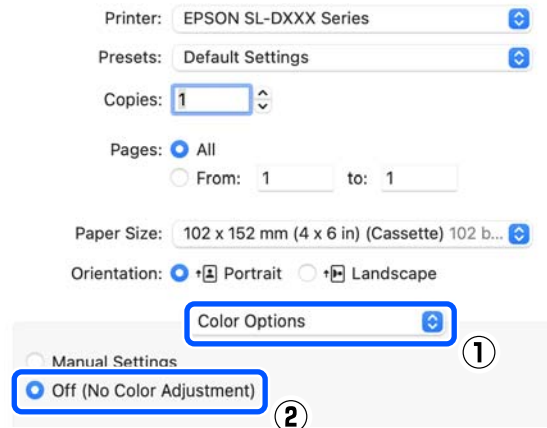 Printer: EPSON SL-DXXX Series
Presets: Default Settings
Copies: 1
Pages: All
From: 1 to: 1
Paper Size: 102 x 152 mm (4 x 6 in) (Cassette) 102 b...
Orientation: Portrait Landscape
Color Options
①
Manual Settings
Off (No Color Adjustment)
②